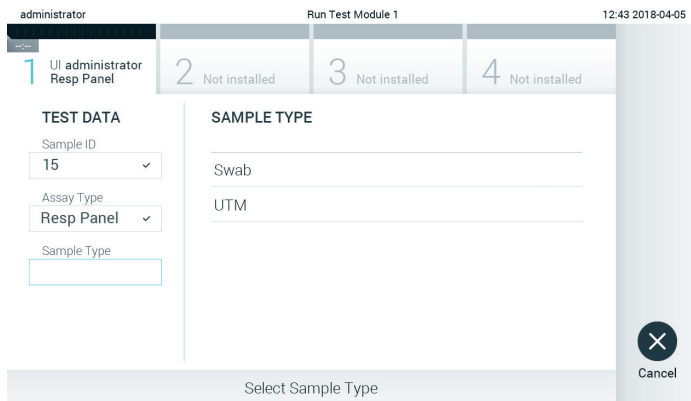 administrator
Run Test Module 1
12:43 2018-04-05
--:--
1 UI administrator
Resp Panel
2 Not installed
3 Not installed
4 Not installed
TEST DATA
Sample ID
15
Assay Type
Resp Panel
Sample Type
SAMPLE TYPE
Swab
UTM
Cancel
Select Sample Type